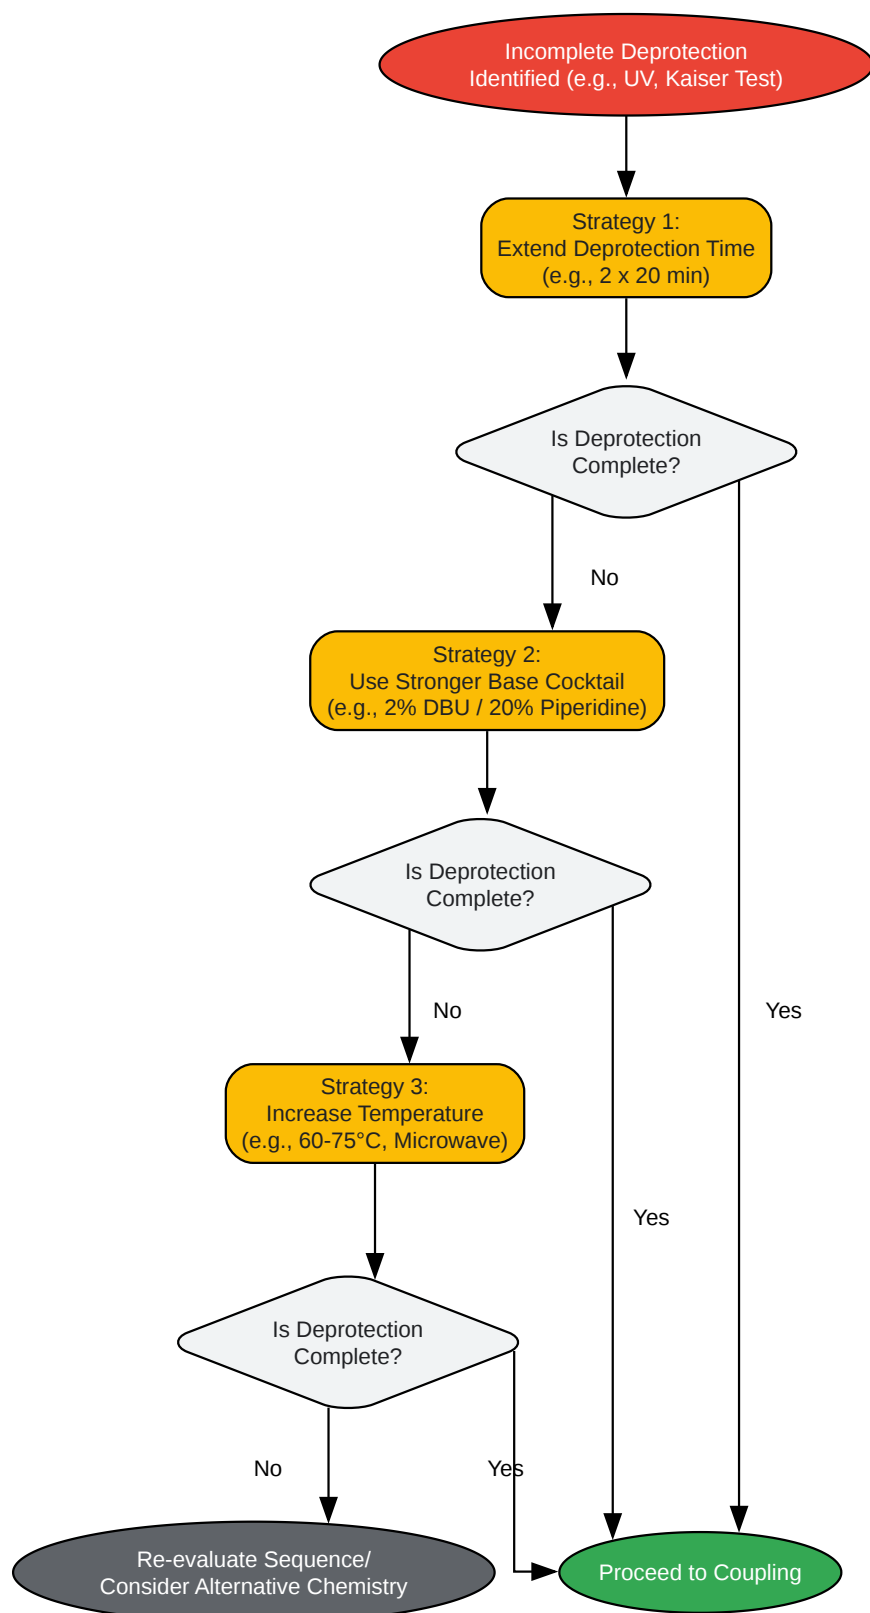 Incomplete Deprotection
Identified (e.g., UV, Kaiser Test)
Strategy 1:
Extend Deprotection Time
(e.g., 2 x 20 min)
Is Deprotection
Complete?
No
Strategy 2:
Use Stronger Base Cocktail
(e.g., 2% DBU / 20% Piperidine)
Is Deprotection
Complete?
No
Yes
Strategy 3:
Increase Temperature
(e.g., 60-75°C, Microwave)
Yes
Is Deprotection
Complete?
No
Yes
Re-evaluate Sequence/
Consider Alternative Chemistry
Proceed to Coupling